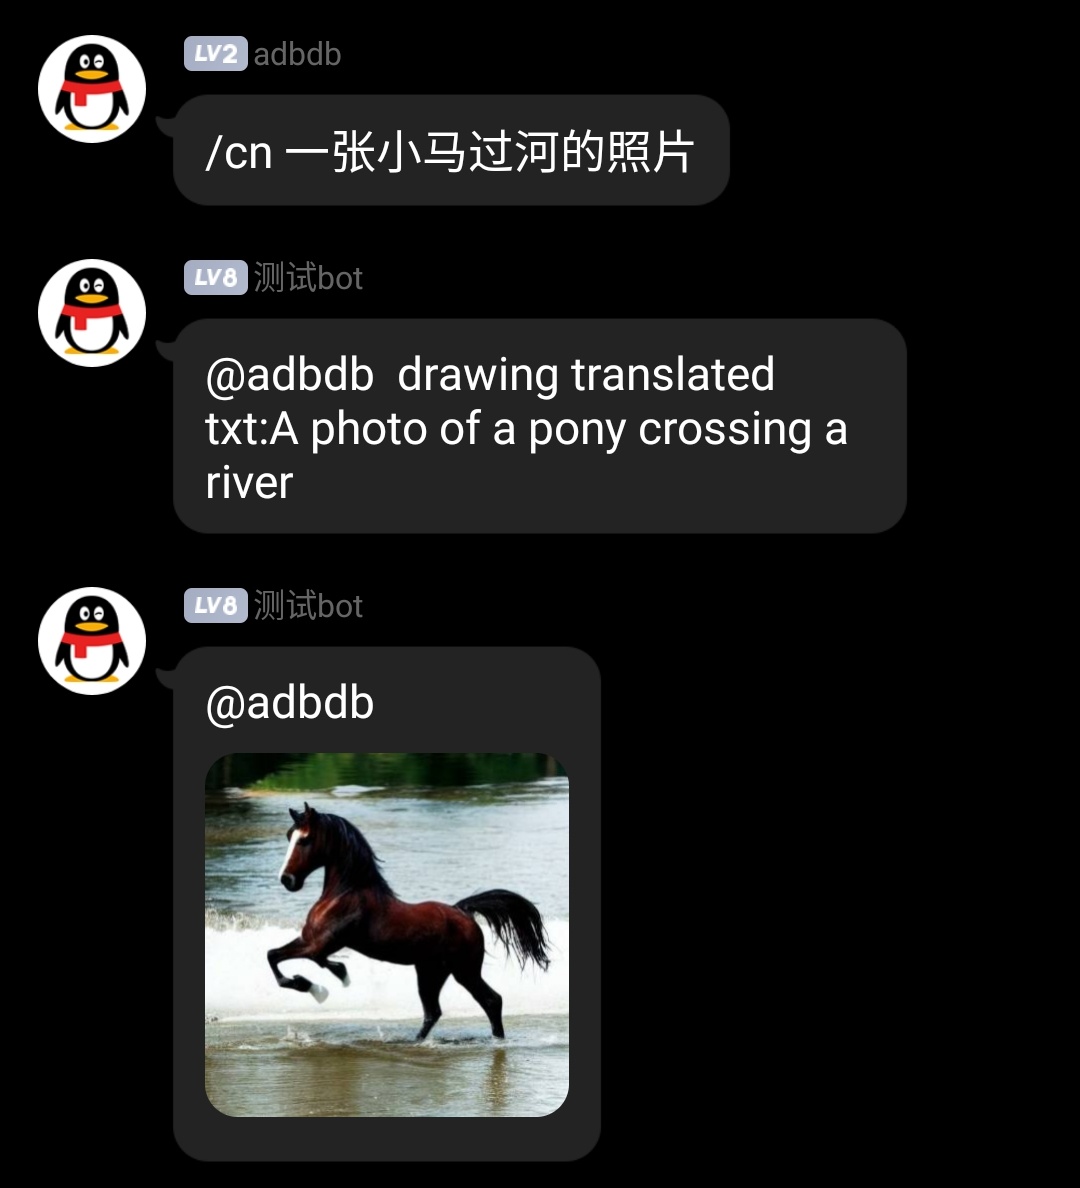 LV2 adbdb
/cn 一张小马过河的照片
LV8 测试bot
@adbdb  drawing translated
txt:A photo of a pony crossing a
river
LV8 测试bot
@adbdb